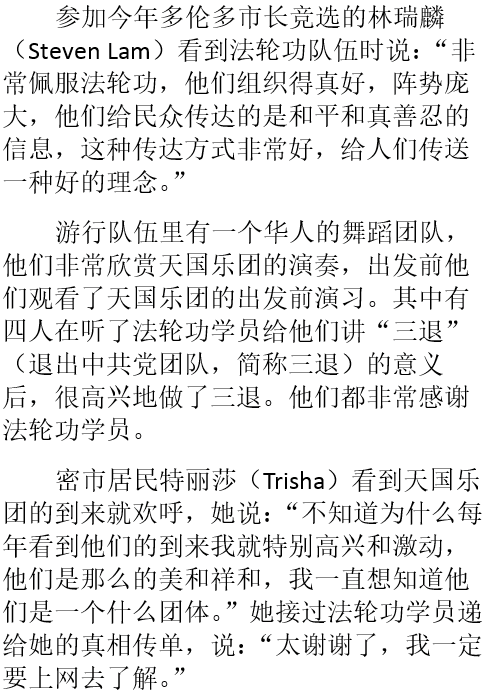 参加今年多伦多市长竞选的林瑞麟
（Steven Lam）看到法轮功队伍时说：“非
常佩服法轮功，他们组织得真好，阵势庞
大，他们给民众传达的是和平和真善忍的
信息，这种传达方式非常好，给人们传送
一种好的理念。”
游行队伍里有一个华人的舞蹈团队，
他们非常欣赏天国乐团的演奏，出发前他
们观看了天国乐团的出发前演习。其中有
四人在听了法轮功学员给他们讲“三退”
（退出中共党团队，简称三退）的意义
后，很高兴地做了三退。他们都非常感谢
法轮功学员。
密市居民特丽莎（Trisha）看到天国乐
团的到来就欢呼，她说：“不知道为什么每
年看到他们的到来我就特别高兴和激动，
他们是那么的美和祥和，我一直想知道他
们是一个什么团体。”她接过法轮功学员递
给她的真相传单，说：“太谢谢了，我一定
要上网去了解。”